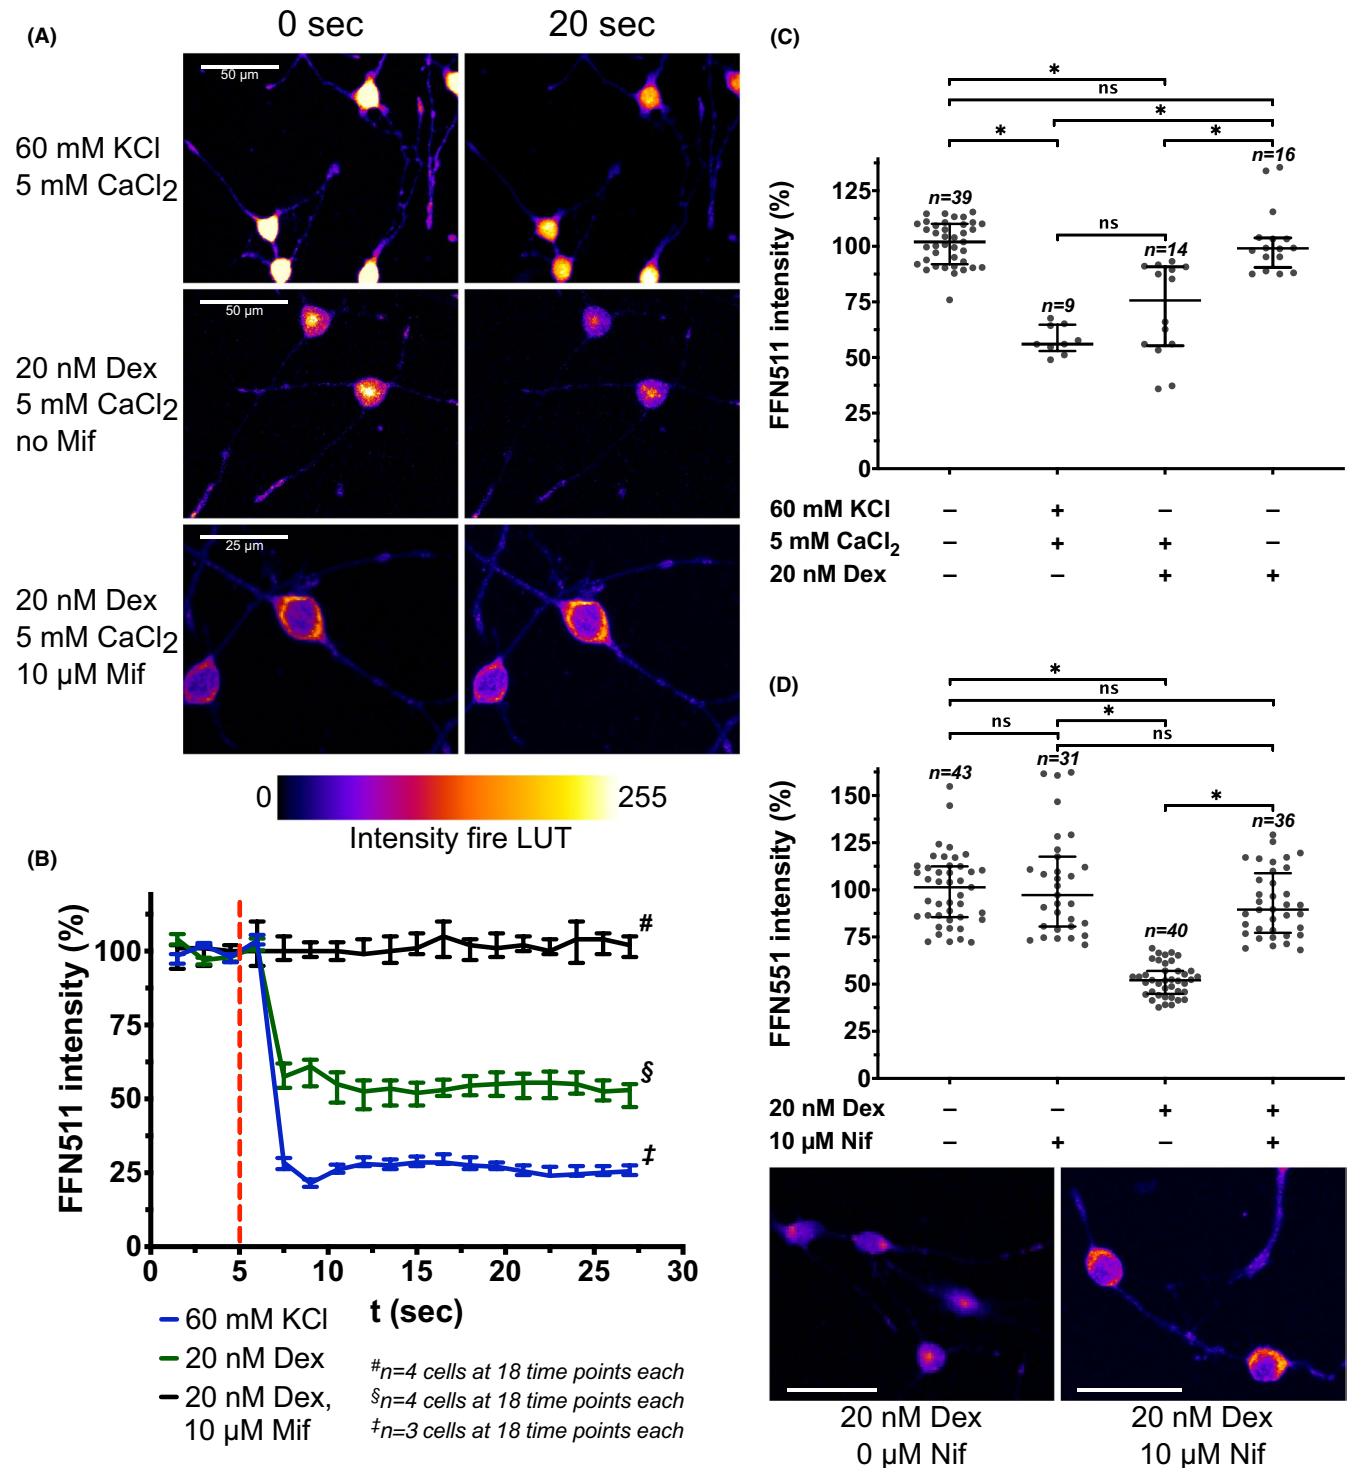 (A)
0 sec
20 sec
60 mM KCl
5 mM CaCl2
50 µm
20 nM Dex
5 mM CaCl2
no Mif
50 µm
20 nM Dex
5 mM CaCl2
10 µM Mif
25 µm
0
255
Intensity fire LUT
(B)
FFN511 intensity (%)
100
75
50
25
0
#
§
‡
0 5 10 15 20 25 30
t (sec)
60 mM KCl
20 nM Dex
20 nM Dex,
10 µM Mif
#n=4 cells at 18 time points each
§n=4 cells at 18 time points each
‡n=3 cells at 18 time points each
(C)
*
ns
*
* *
ns
n=39
n=9
n=14
n=16
FFN511 intensity (%)
125
100
75
50
25
0
60 mM KCl – + – –
5 mM CaCl2 – + + –
20 nM Dex – – + +
(D)
*
ns
ns *
ns
*
n=43
n=31
n=40
n=36
FFN551 intensity (%)
150
125
100
75
50
25
0
20 nM Dex – – + +
10 µM Nif – + – +
20 nM Dex
0 µM Nif
20 nM Dex
10 µM Nif